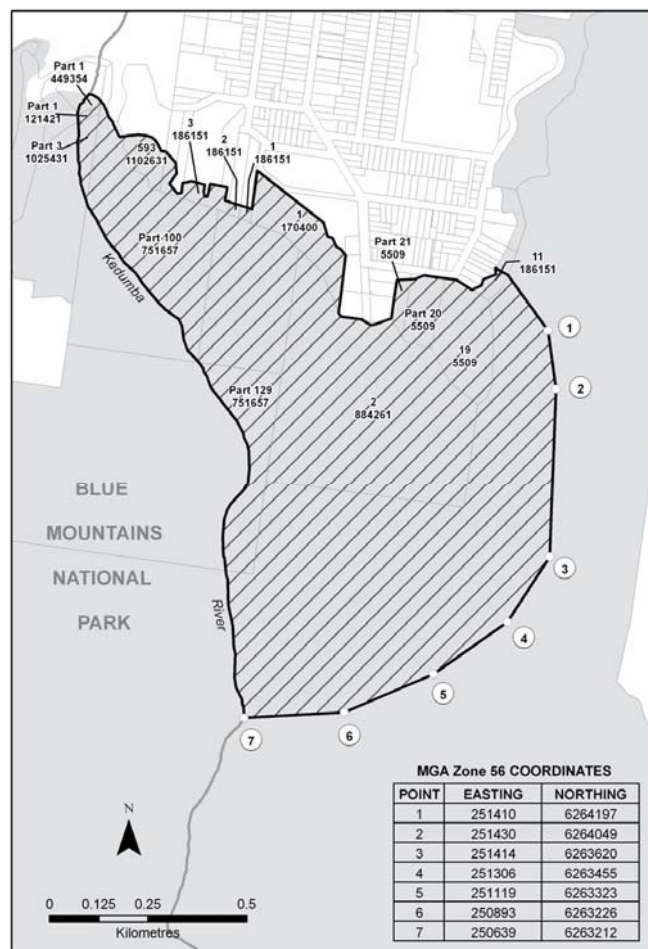 Part 1
449354
Part 1
12142
Part 3
1025431
593
1102631
3
186151
2
186151
1
186151
1
170400
Part 21
5509
11
186151
Part 100
751657
Kedumba
Part 20
5509
19
5509
1
2
Part 129
751657
2
884261
BLUE
MOUNTAINS
NATIONAL
PARK
River
3
4
5
6
7
MGA Zone 56 COORDINATES
POINT EASTING NORTHING
1 251410 6264197
2 251430 6264049
3 251414 6263620
4 251306 6263455
5 251119 6263323
6 250893 6263226
7 250639 6263212
N
0 0.125 0.25 0.5
Kilometres